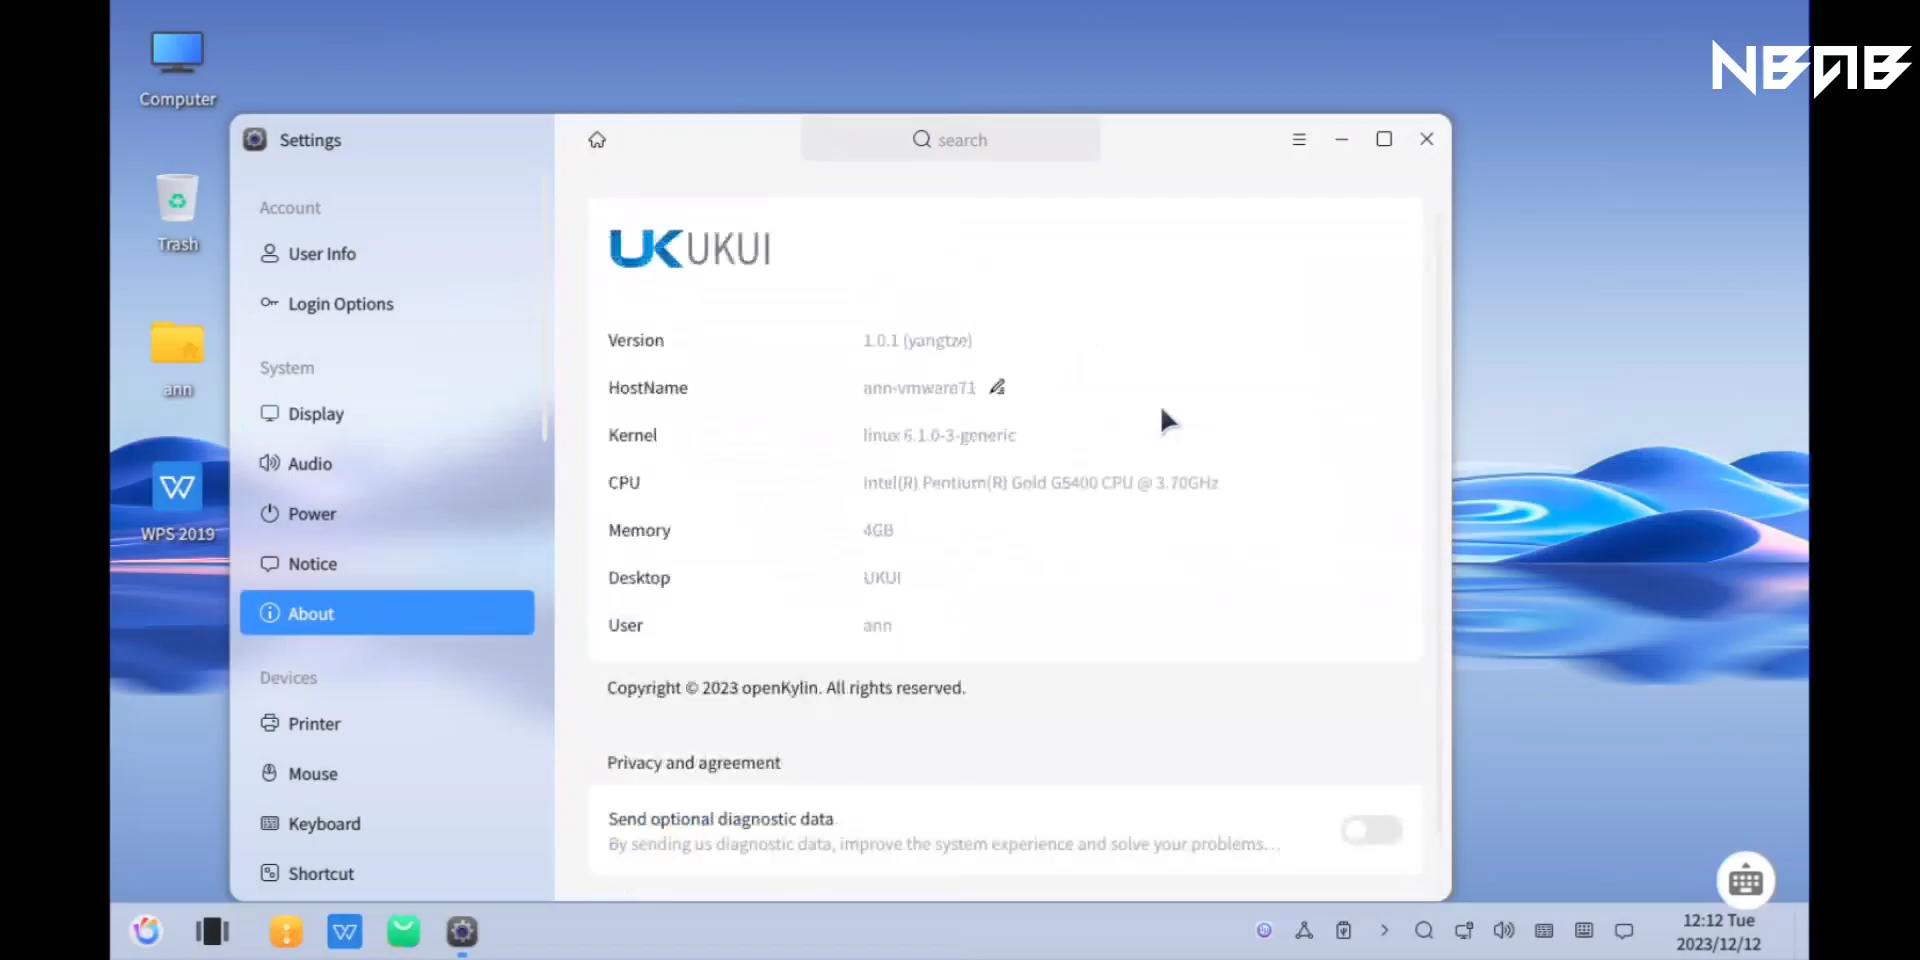 NBAB
Computer
Trash
ann
WPS 2019
Settings
Account
User Info
Login Options
System
Display
Audio
Power
Notice
About
Devices
Printer
Mouse
Keyboard
Shortcut
search
UK UKUI
Version 1.0.1 (yangtze)
HostName ann-vmware71
Kernel linux 6.1.0-3-generic
CPU Intel(R) Pentium(R) Gold G5400 CPU @ 3.70GHz
Memory 4GB
Desktop UKUI
User ann
Copyright © 2023 openKylin. All rights reserved.
Privacy and agreement
Send optional diagnostic data
By sending us diagnostic data, improve the system experience and solve your problems...
12:12 Tue
2023/12/12